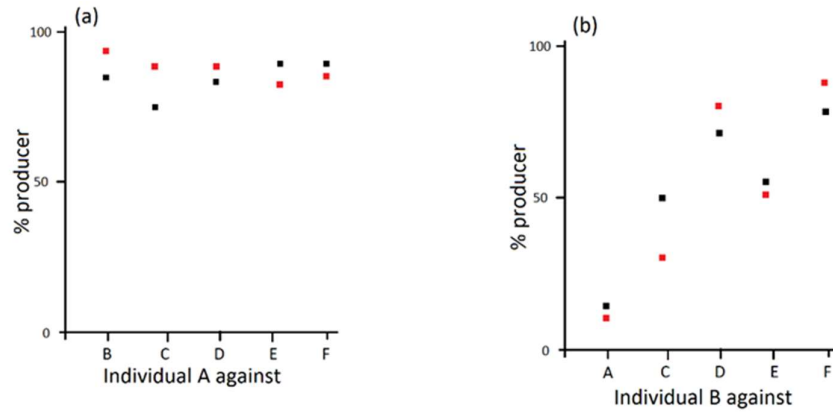 (a)
100
50
0
% producer
B C D E F
Individual A against
(b)
100
50
0
% producer
A C D E F
Individual B against